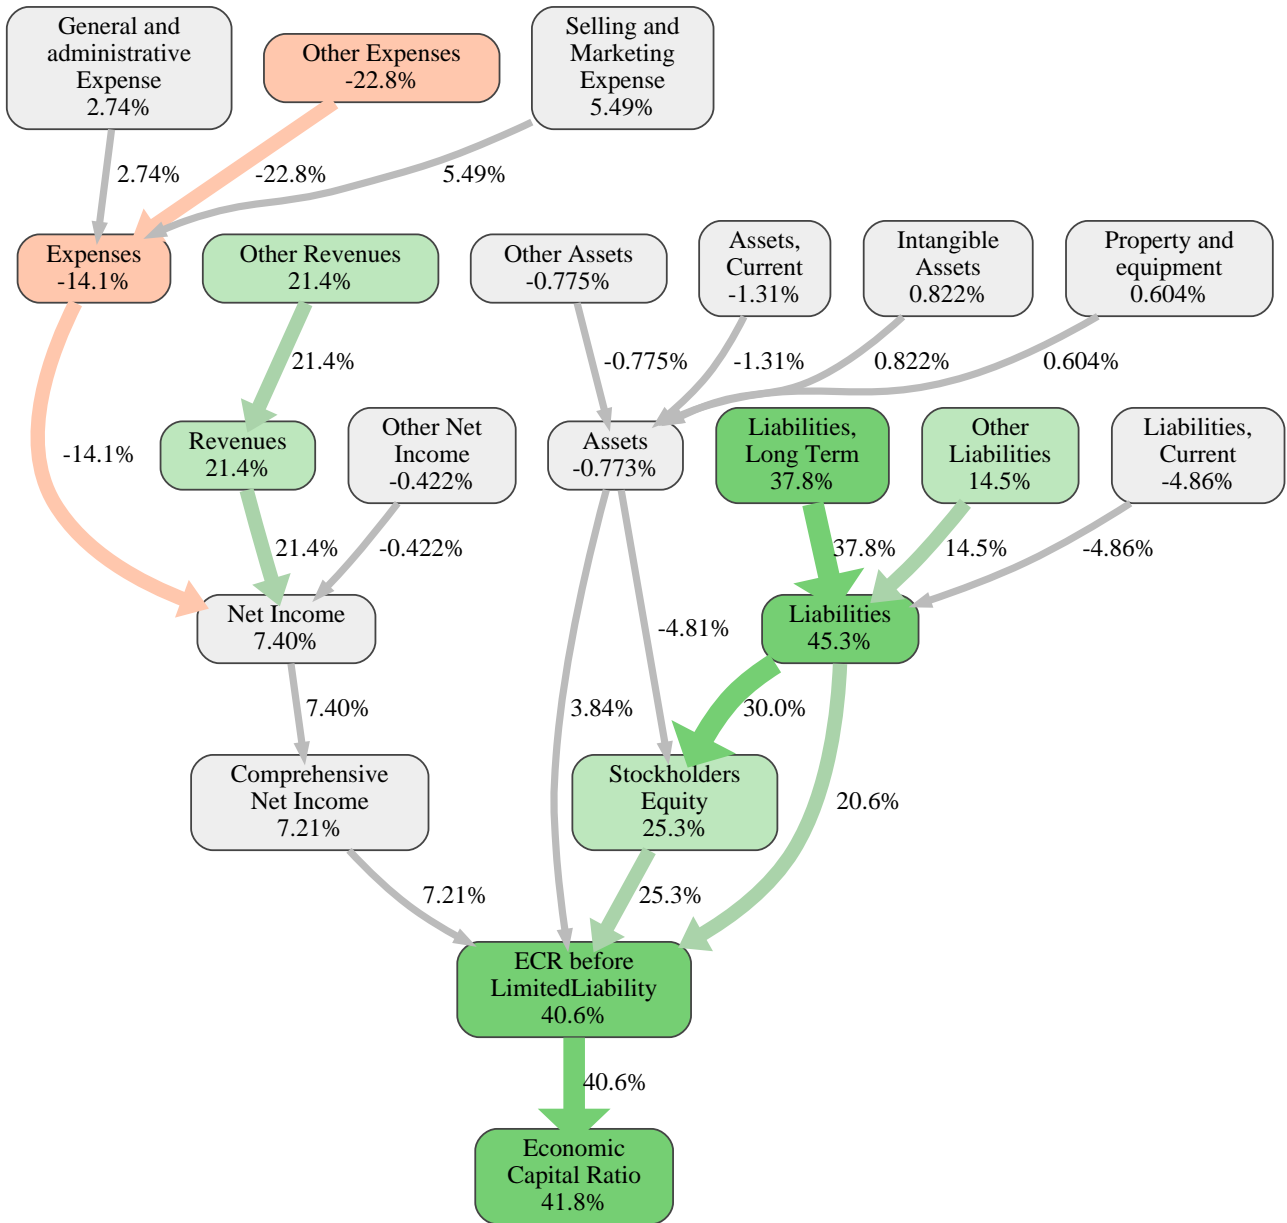 General and
administrative
Expense
2.74%
Other Expenses
-22.8%
Selling and
Marketing
Expense
5.49%
2.74%
-22.8%
5.49%
Expenses
-14.1%
Other Revenues
21.4%
Other Assets
-0.775%
Assets,
Current
-1.31%
Intangible
Assets
0.822%
Property and
equipment
0.604%
21.4%
-0.775%
-1.31%
0.822%
0.604%
-14.1%
Revenues
21.4%
Other Net
Income
-0.422%
Assets
-0.773%
Liabilities,
Long Term
37.8%
Other
Liabilities
14.5%
Liabilities,
Current
-4.86%
21.4%
-0.422%
37.8%
14.5%
-4.86%
Net Income
7.40%
-4.81%
Liabilities
45.3%
7.40%
3.84%
30.0%
Comprehensive
Net Income
7.21%
Stockholders
Equity
25.3%
20.6%
7.21%
25.3%
ECR before
LimitedLiability
40.6%
40.6%
Economic
Capital Ratio
41.8%